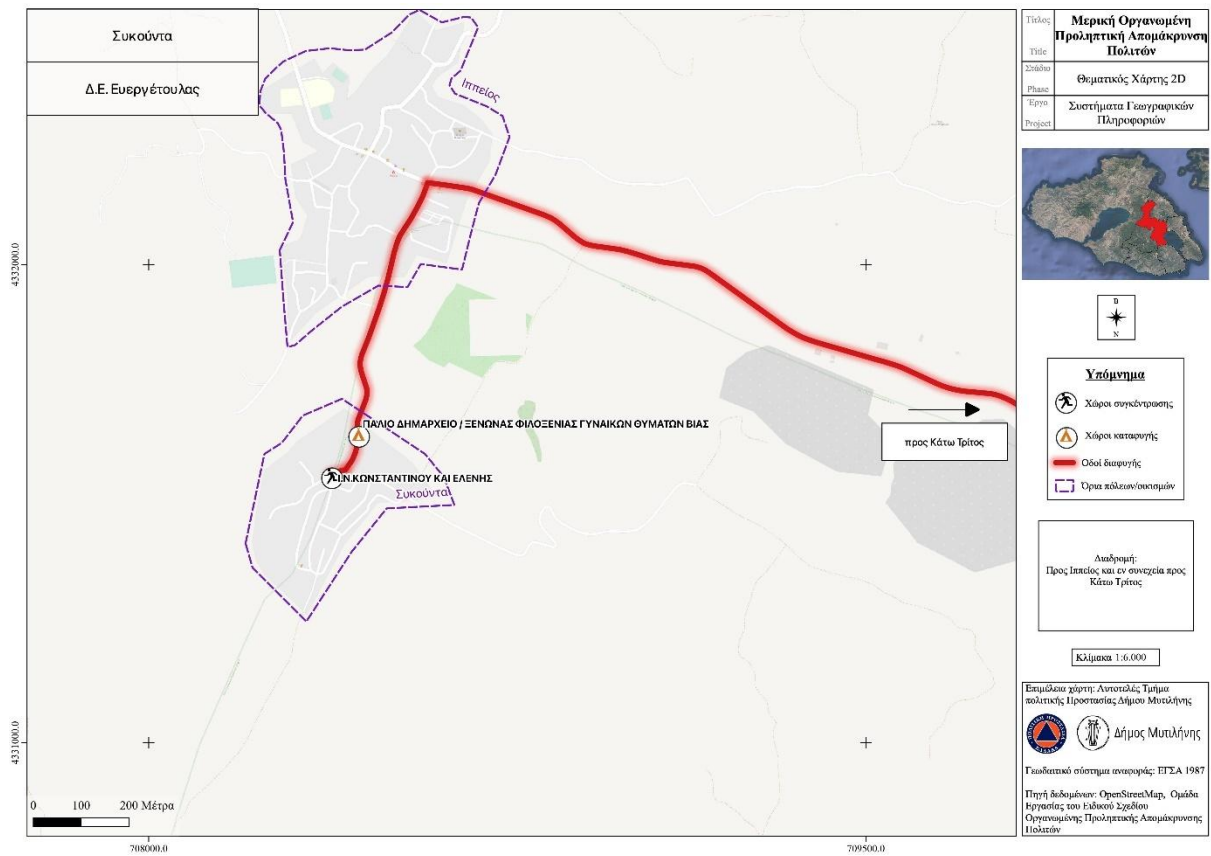 Συκούντα
Δ.Ε. Ευεργέτουλας
Ιππείος
ΠΑΛΙΟ ΔΗΜΑΡΧΕΙΟ / ΞΕΝΩΝΑΣ ΦΙΛΟΞΕΝΙΑΣ ΓΥΝΑΙΚΩΝ ΘΥΜΑΤΩΝ ΒΙΑΣ
Ι.Ν.ΚΩΝΣΤΑΝΤΙΝΟΥ ΚΑΙ ΕΛΕΝΗΣ
Συκούντα
προς Κάτω Τρίτος
4332000.0
4331000.0
0 100 200 Μέτρα
708000.0
709500.0
Τίτλος
Title
Μερική Οργανωμένη
Προληπτική Απομάκρυνση
Πολιτών
Στάδιο
Phase
Θεματικός Χάρτης 2D
Έργο
Project
Συστήματα Γεωγραφικών
Πληροφοριών
Β
Ν
Υπόμνημα
Χώροι συγκέντρωσης
Χώροι καταφυγής
Οδοί διαφυγής
Όρια πόλεων/οικισμών
Διαδρομή:
Προς Ιππείος και εν συνεχεία προς
Κάτω Τρίτος
Κλίμακα 1:6.000
Επιμέλεια χάρτη: Αυτοτελές Τμήμα
πολιτικής Προστασίας Δήμου Μυτιλήνης
ΠΟΛΙΤΙΚΗ ΠΡΟΣΤΑΣΙΑ
ΕΛΛΑΣ
Δήμος Μυτιλήνης
Γεωδαιτικό σύστημα αναφοράς: ΕΓΣΑ 1987
Πηγή δεδομένων: OpenStreetMap, Ομάδα
Εργασίας του Ειδικού Σχεδίου
Οργανωμένης Προληπτικής Απομάκρυνσης
Πολιτών